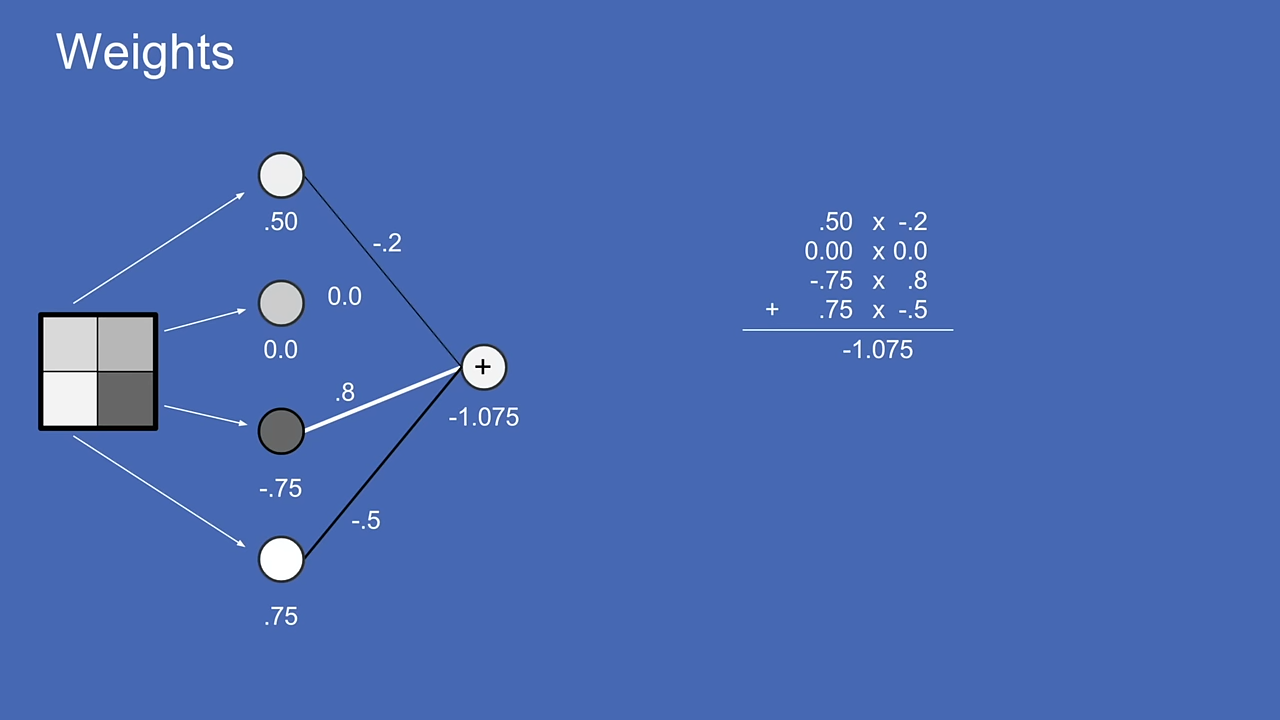 Weights
.50
-.2
0.0
0.0
.8
+
-1.075
-.75
-.5
.75
.50 x -.2
0.00 x 0.0
-.75 x .8
+ .75 x -.5
-1.075